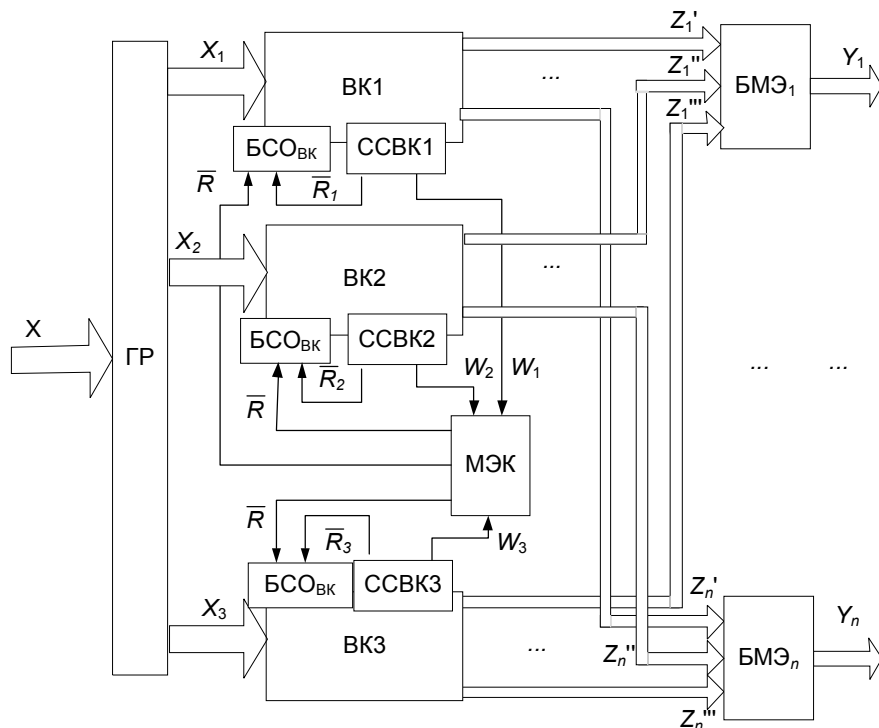 X₁
Z₁'
...
Z₁''
Y₁
ВК1
БМЭ₁
Z₁'''
БСОВК
ССВК1
R̅
R̅₁
X₂
...
ВК2
X
БСОВК
ССВК2
ГР
R̅₂
W₂
W₁
...
...
R̅
МЭК
R̅
R̅₃
W₃
БСОВК
ССВК3
Zₙ'
X₃
Yₙ
ВК3
...
Zₙ''
БМЭₙ
Zₙ'''